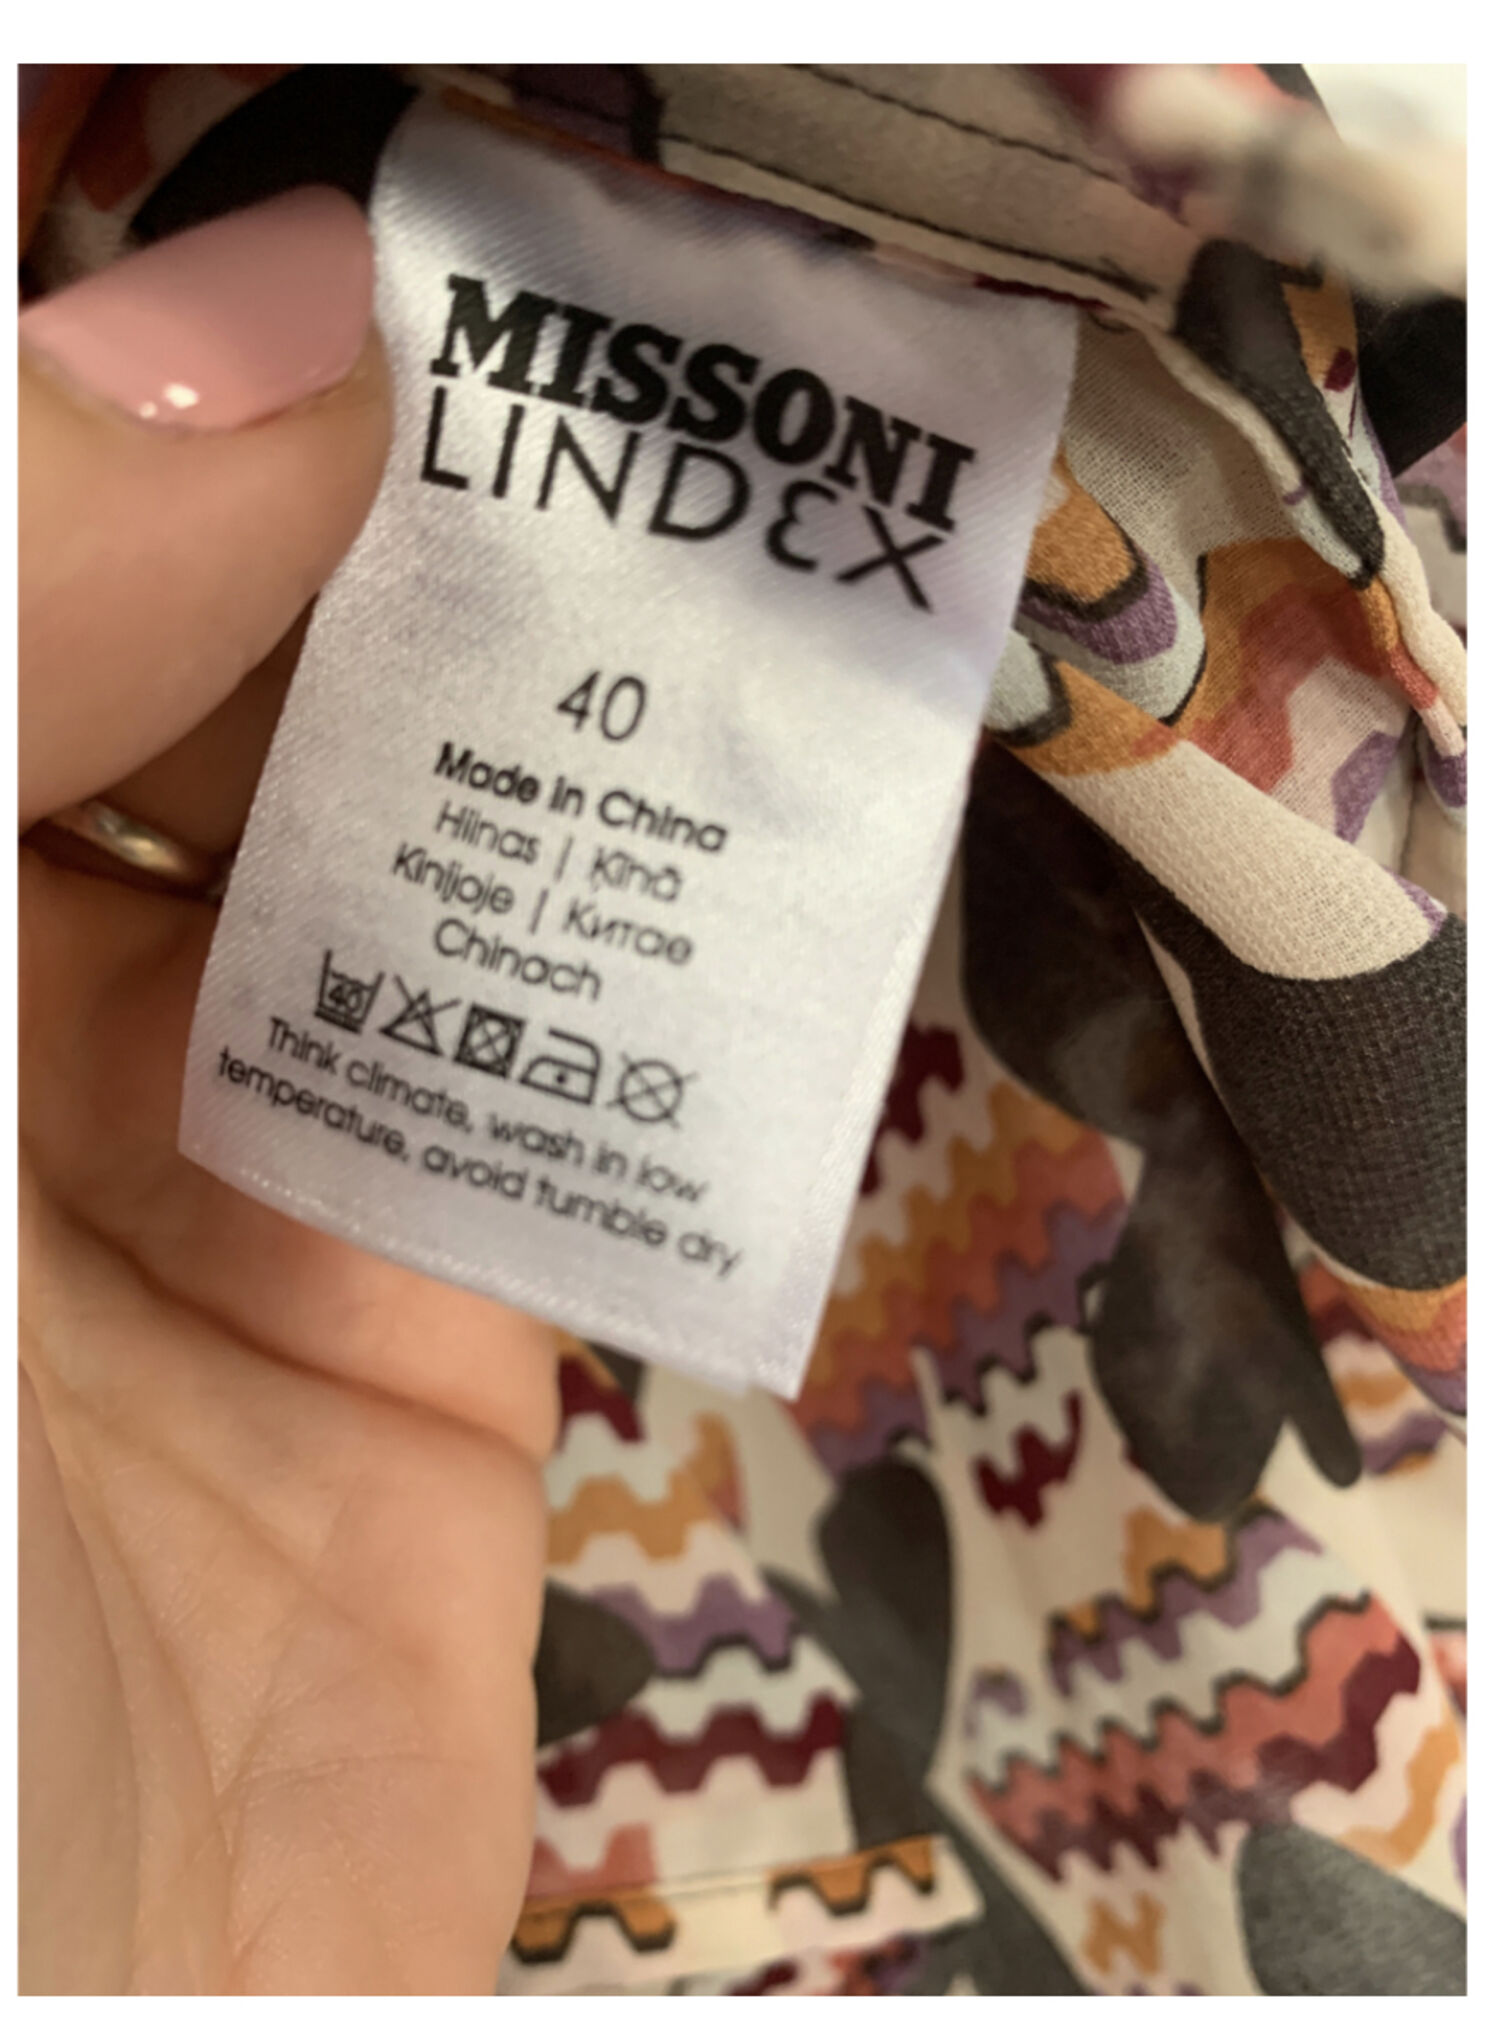 MISSONI
LINDEX
40
Made in China
Hiinas | Ķīnā
Kinijoje | Китае
Chinach
40
Think climate, wash in low
temperature, avoid tumble dry